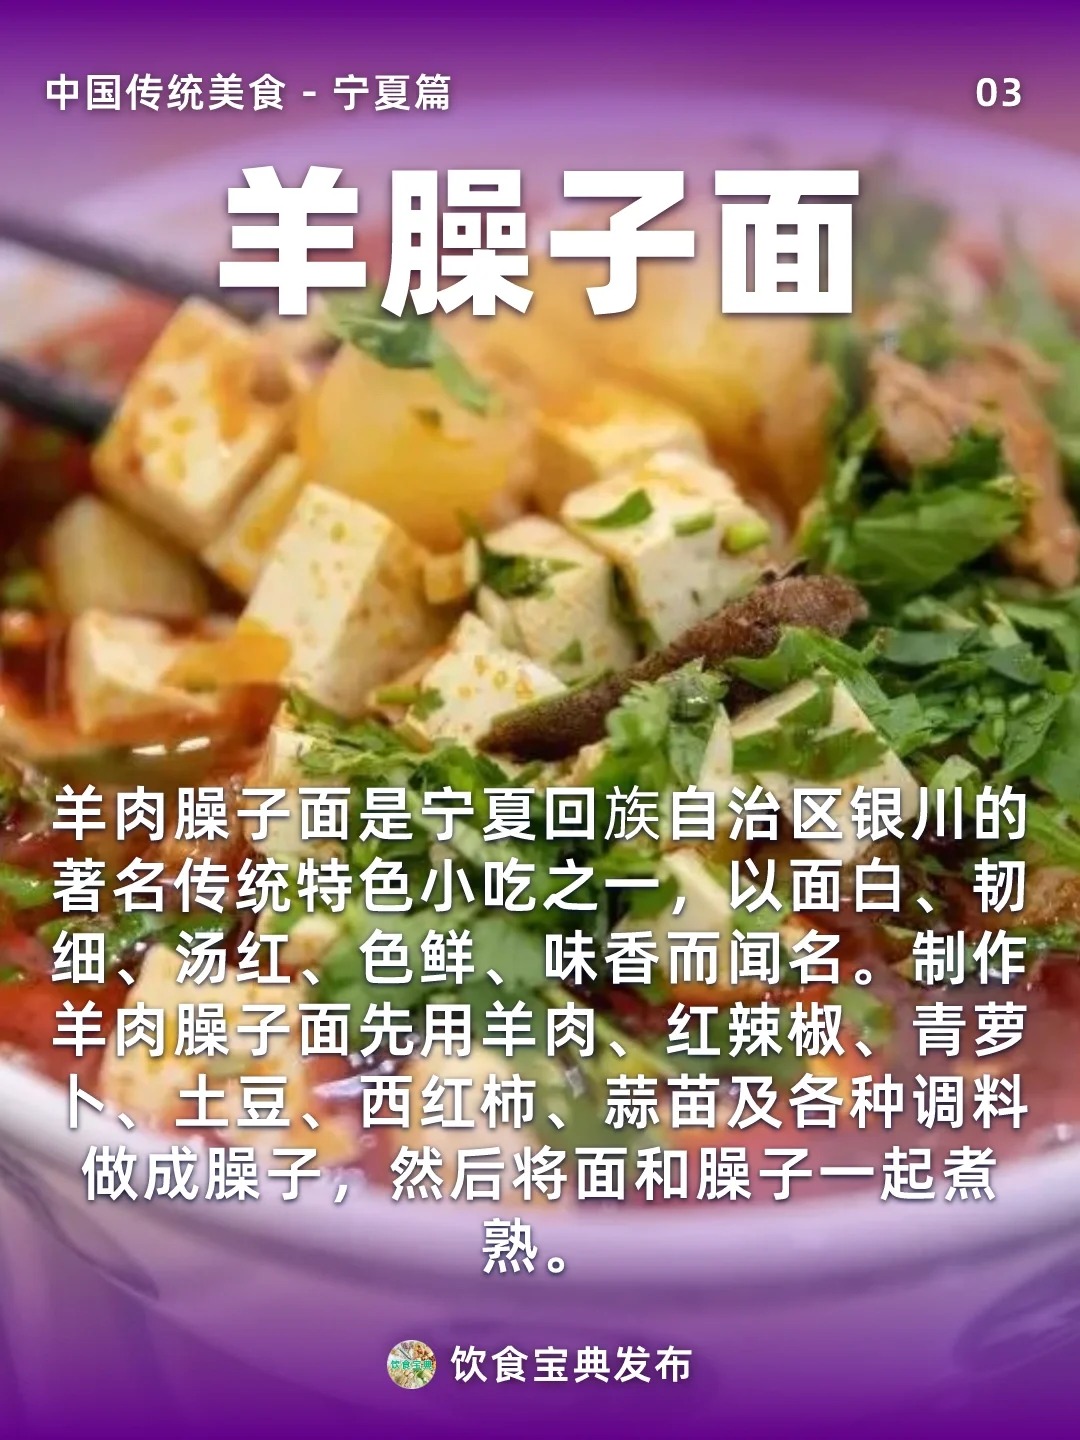 中国传统美食 - 宁夏篇
03
羊臊子面
羊肉臊子面是宁夏回族自治区银川的
著名传统特色小吃之一，以面白、韧
细、汤红、色鲜、味香而闻名。制作
羊肉臊子面先用羊肉、红辣椒、青萝
卜、土豆、西红柿、蒜苗及各种调料
做成臊子，然后将面和臊子一起煮
熟。
饮食宝典
饮食宝典发布